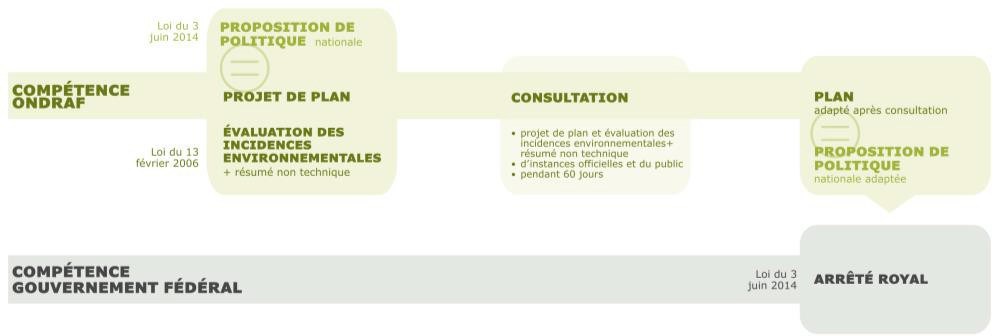 Loi du 3
juin 2014
PROPOSITION DE
POLITIQUE nationale
COMPÉTENCE
ONDRAF
PROJET DE PLAN
Loi du 13
février 2006
ÉVALUATION DES
INCIDENCES
ENVIRONNEMENTALES
+ résumé non technique
CONSULTATION
• projet de plan et évaluation des
incidences environnementales+
résumé non technique
• d'instances officielles et du public
• pendant 60 jours
PLAN
adapté après consultation
PROPOSITION DE
POLITIQUE
nationale adaptée
COMPÉTENCE
GOUVERNEMENT FÉDÉRAL
Loi du 3
juin 2014
ARRÊTÉ ROYAL